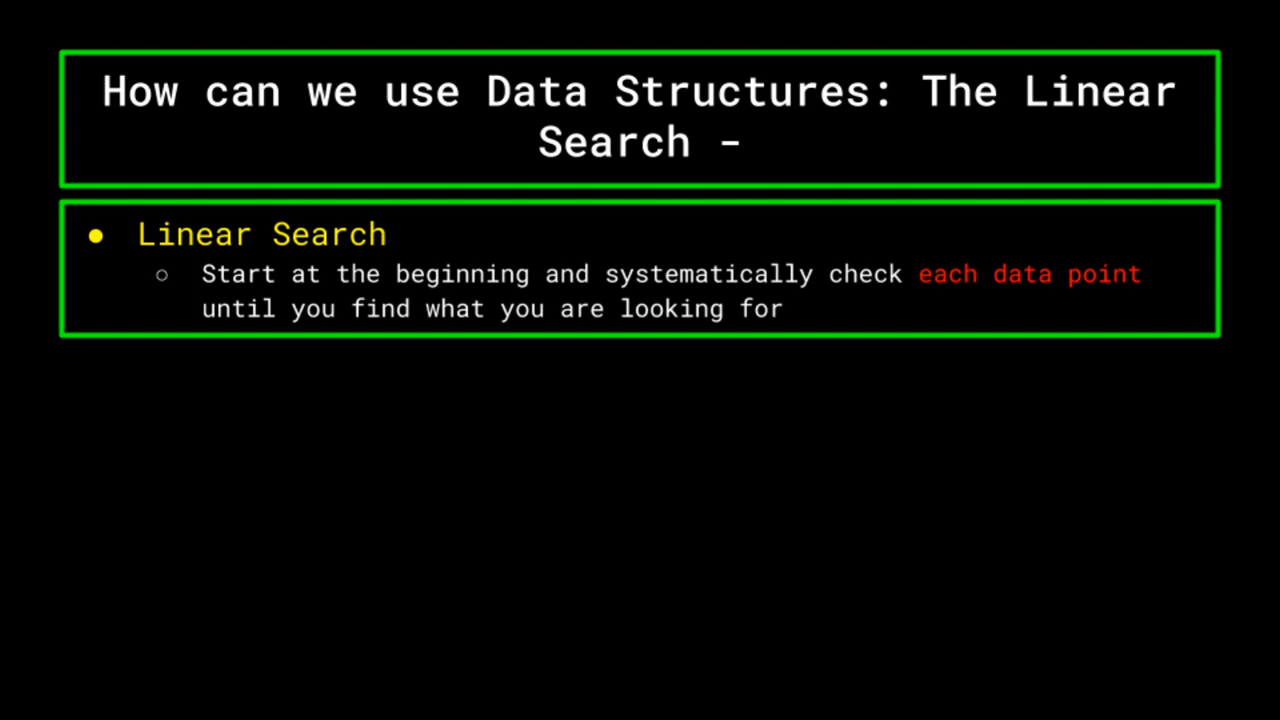 How can we use Data Structures: The Linear
Search -
● Linear Search
○ Start at the beginning and systematically check each data point
until you find what you are looking for